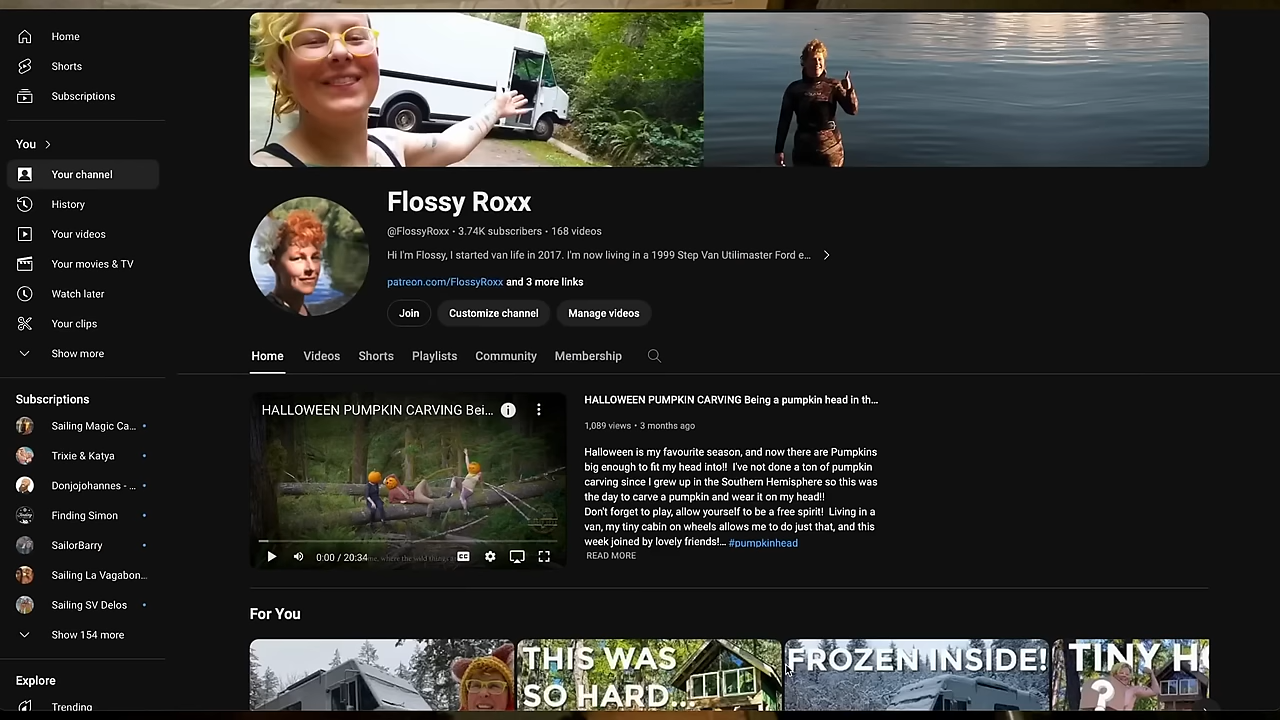 Home
Shorts
Subscriptions
You
Your channel
History
Your videos
Your movies & TV
Watch later
Your clips
Show more
Subscriptions
Sailing Magic Ca...
Trixie & Katya
Donjojohannes - ...
Finding Simon
SailorBarry
Sailing La Vagabon...
Sailing SV Delos
Show 154 more
Explore
Trending
Flossy Roxx
@FlossyRoxx • 3.74K subscribers • 168 videos
Hi I'm Flossy, I started van life in 2017. I'm now living in a 1999 Step Van Utilimaster Ford e...
patreon.com/FlossyRoxx and 3 more links
Join Customize channel Manage videos
Home Videos Shorts Playlists Community Membership
HALLOWEEN PUMPKIN CARVING Bei...
0:00 / 20:34
HALLOWEEN PUMPKIN CARVING Being a pumpkin head in th...
1,089 views • 3 months ago
Halloween is my favourite season, and now there are Pumpkins
big enough to fit my head into!! I've not done a ton of pumpkin
carving since I grew up in the Southern Hemisphere so this was
the day to carve a pumpkin and wear it on my head!!
Don't forget to play, allow yourself to be a free spirit! Living in a
van, my tiny cabin on wheels allows me to do just that, and this
week joined by lovely friends!... #pumpkinhead
READ MORE
For You
THIS WAS
SO HARD...
FROZEN INSIDE!
TINY HO
?